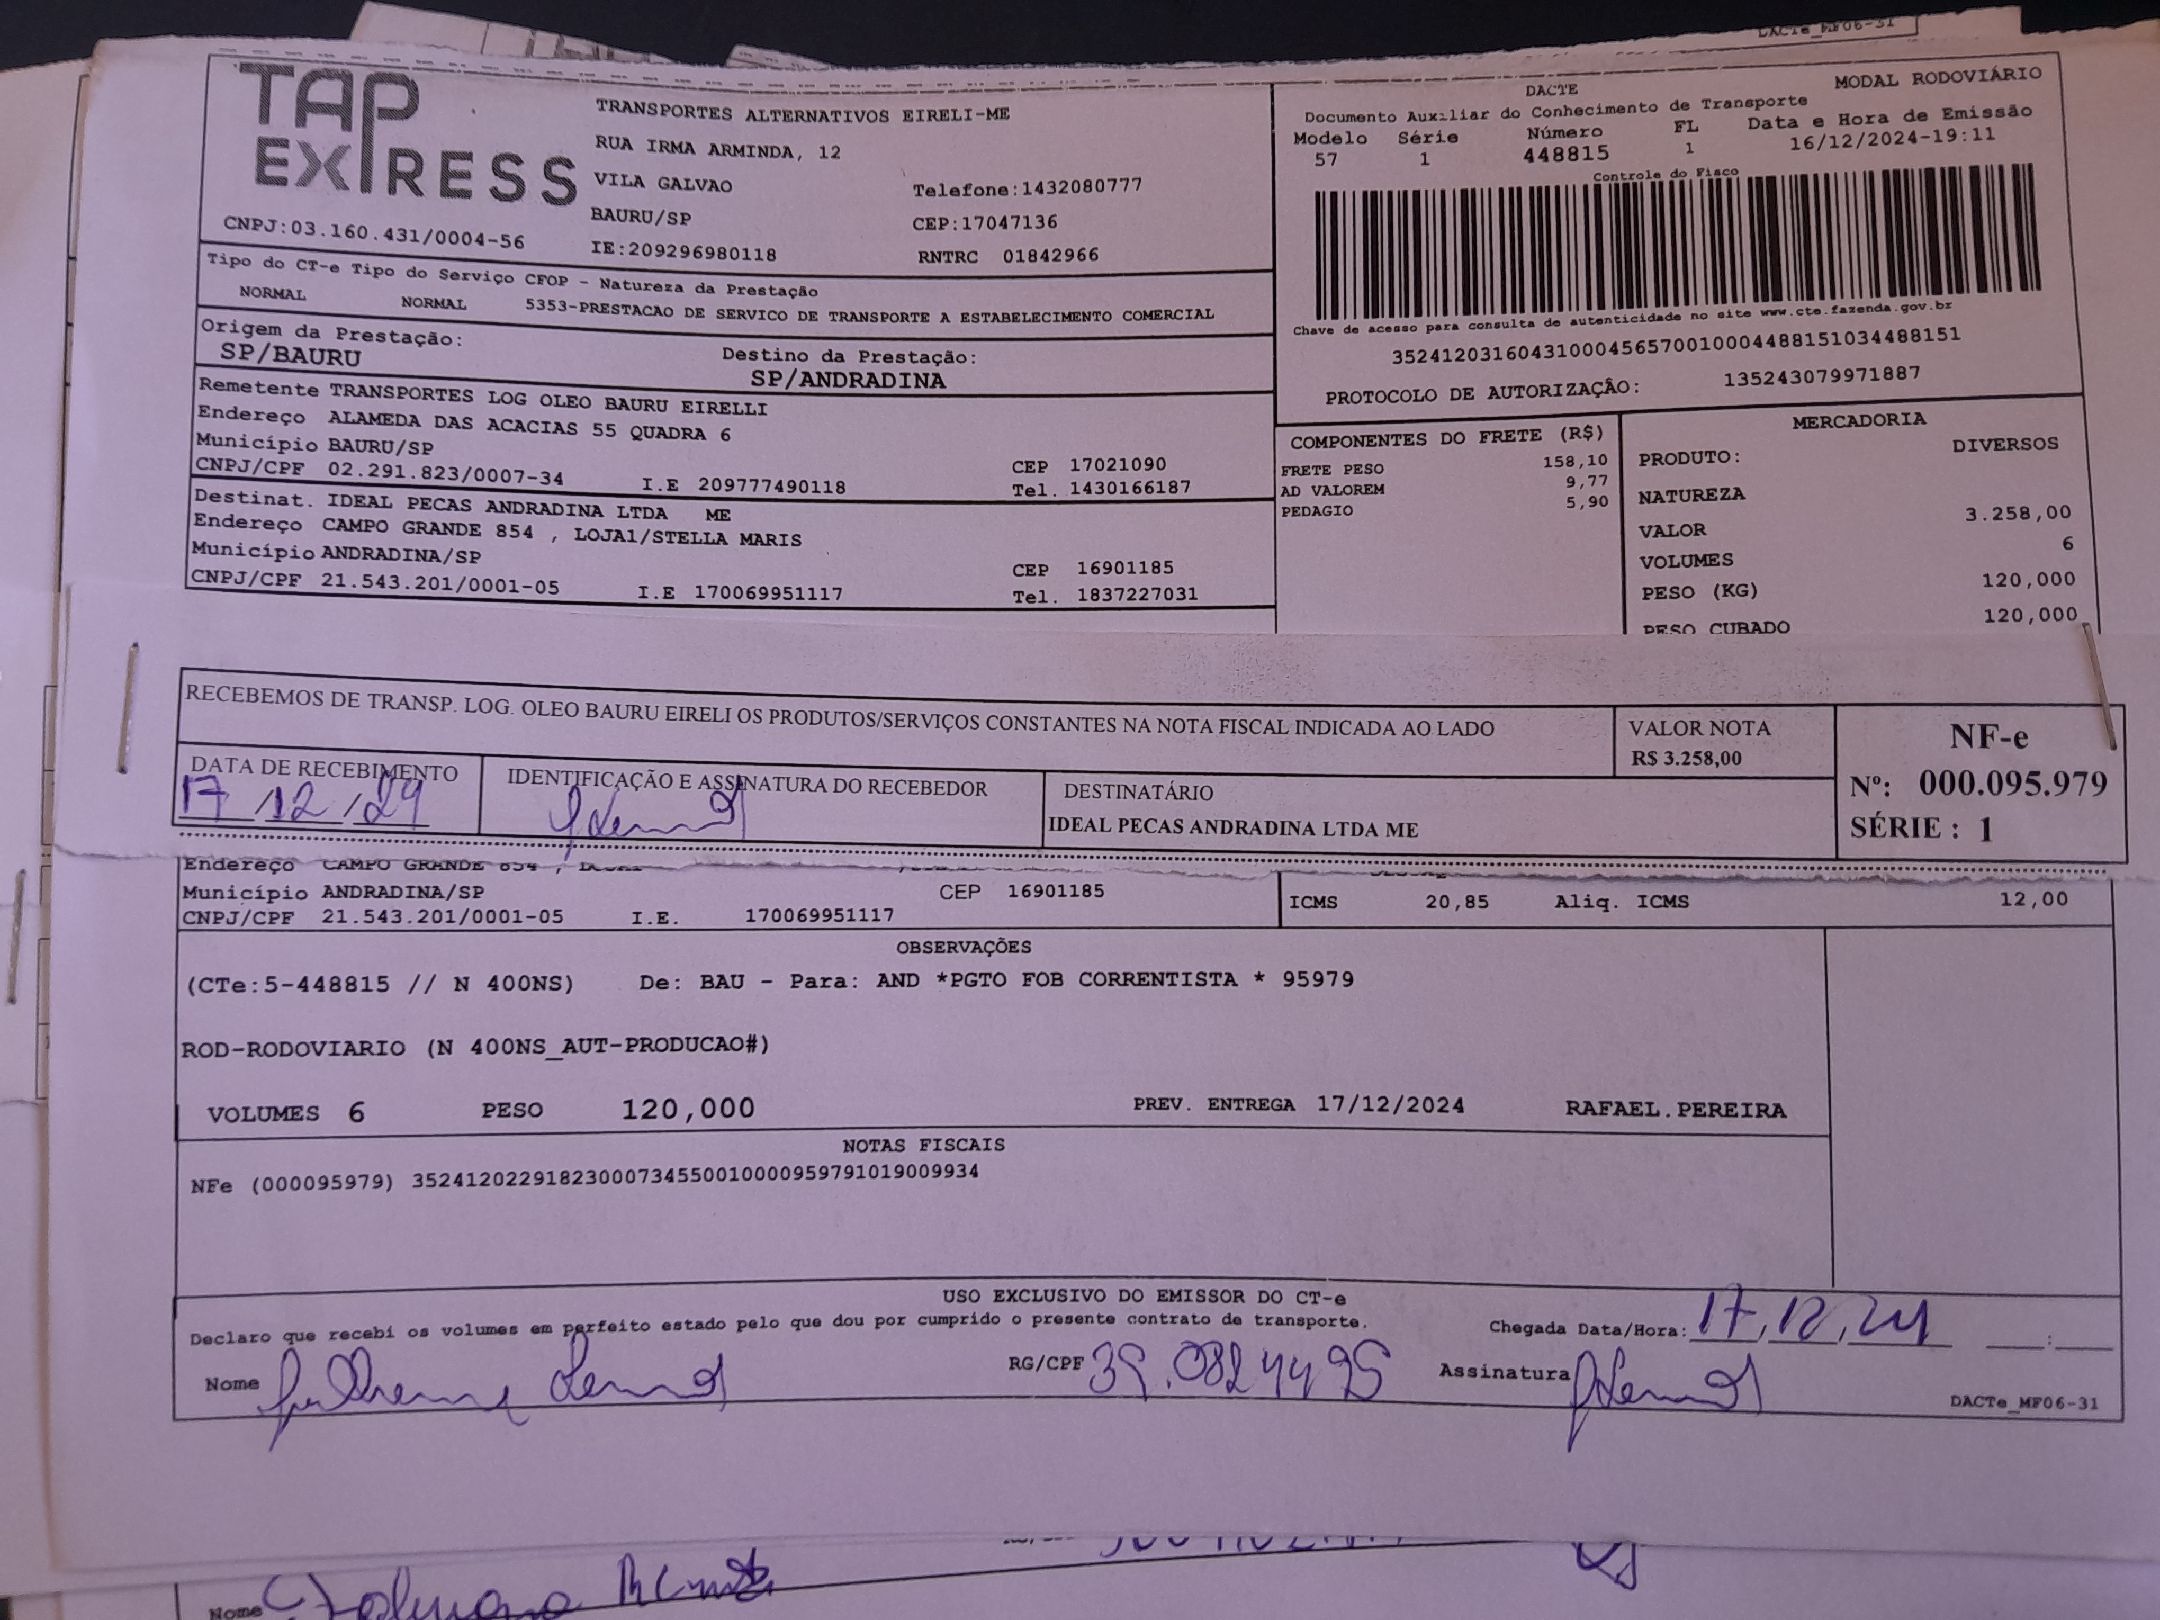 DACTe_MF06-31
TAP EXPRESS
TRANSPORTES ALTERNATIVOS EIRELI-ME
RUA IRMA ARMINDA, 12
VILA GALVAO Telefone:1432080777
BAURU/SP CEP:17047136
CNPJ:03.160.431/0004-56 IE:209296980118 RNTRC 01842966
DACTE MODAL RODOVIÁRIO
Documento Auxiliar do Conhecimento de Transporte
Modelo Série Número FL Data e Hora de Emissão
57 1 448815 1 16/12/2024-19:11
Controle do Fisco
Chave de acesso para consulta de autenticidade no site www.cte.fazenda.gov.br
35241203160431000456570010004488151034488151
PROTOCOLO DE AUTORIZAÇÂO: 135243079971887
Tipo do CT-e Tipo do Serviço CFOP - Natureza da Prestação
NORMAL NORMAL 5353-PRESTACAO DE SERVICO DE TRANSPORTE A ESTABELECIMENTO COMERCIAL
Origem da Prestação: Destino da Prestação:
SP/BAURU SP/ANDRADINA
Remetente TRANSPORTES LOG OLEO BAURU EIRELLI
Endereço ALAMEDA DAS ACACIAS 55 QUADRA 6
Município BAURU/SP CEP 17021090
CNPJ/CPF 02.291.823/0007-34 I.E 209777490118 Tel. 1430166187
Destinat. IDEAL PECAS ANDRADINA LTDA ME
Endereço CAMPO GRANDE 854 , LOJA1/STELLA MARIS
Município ANDRADINA/SP CEP 16901185
CNPJ/CPF 21.543.201/0001-05 I.E 170069951117 Tel. 1837227031
COMPONENTES DO FRETE (R$)
FRETE PESO 158,10
AD VALOREM 9,77
PEDAGIO 5,90
MERCADORIA
PRODUTO: DIVERSOS
NATUREZA
VALOR 3.258,00
VOLUMES 6
PESO (KG) 120,000
PESO CUBADO 120,000
RECEBEMOS DE TRANSP. LOG. OLEO BAURU EIRELI OS PRODUTOS/SERVIÇOS CONSTANTES NA NOTA FISCAL INDICADA AO LADO
VALOR NOTA
R$ 3.258,00
NF-e
Nº: 000.095.979
SÉRIE : 1
DATA DE RECEBIMENTO
17/12/24
IDENTIFICAÇÃO E ASSINATURA DO RECEBEDOR
DESTINATÁRIO
IDEAL PECAS ANDRADINA LTDA ME
Endereço CAMPO GRANDE 854 ,
Município ANDRADINA/SP CEP 16901185
CNPJ/CPF 21.543.201/0001-05 I.E. 170069951117
ICMS 20,85 Aliq. ICMS 12,00
OBSERVAÇÕES
(CTe:5-448815 // N 400NS) De: BAU - Para: AND *PGTO FOB CORRENTISTA * 95979
ROD-RODOVIARIO (N 400NS_AUT-PRODUCAO#)
VOLUMES 6 PESO 120,000 PREV. ENTREGA 17/12/2024 RAFAEL.PEREIRA
NOTAS FISCAIS
NFe (000095979) 35241202291823000734550010000959791019009934
USO EXCLUSIVO DO EMISSOR DO CT-e
Declaro que recebi os volumes em perfeito estado pelo que dou por cumprido o presente contrato de transporte.
Chegada Data/Hora: 17,12,24 :
Nome Guilherme RG/CPF 39.0824495 Assinatura
DACTe_MF06-31
Nome